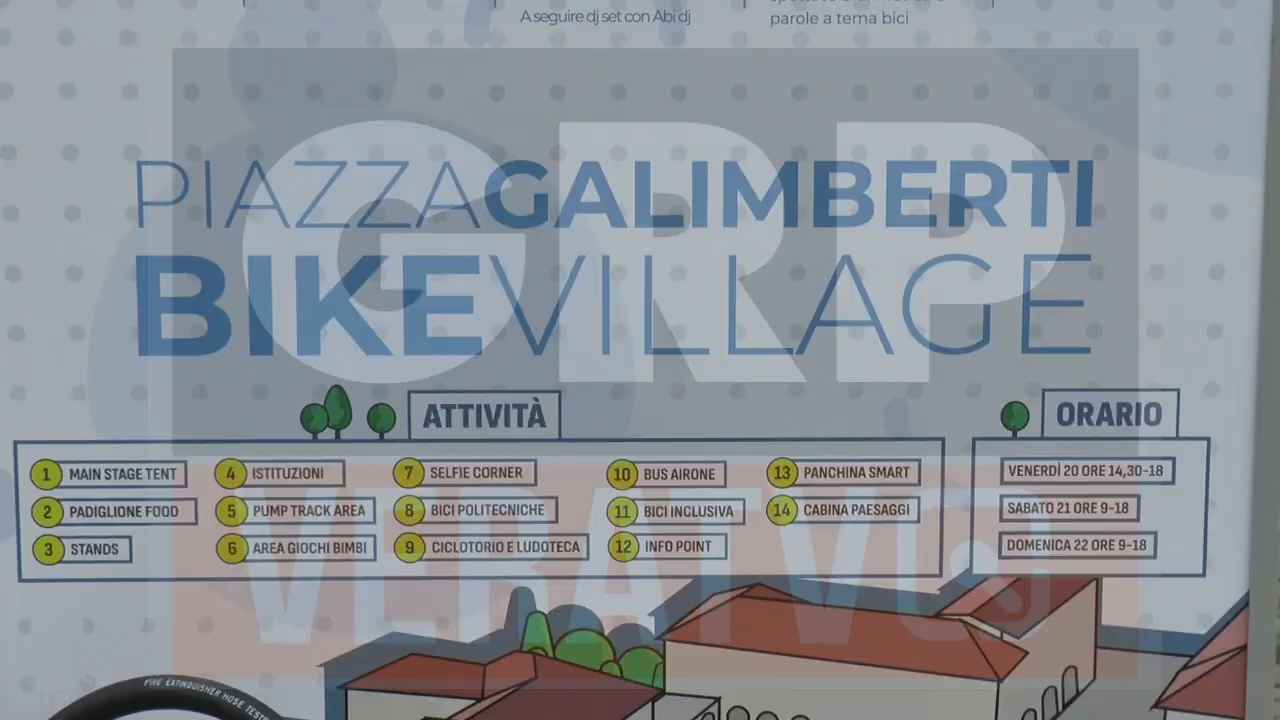 A seguire dj set con Abi dj
parole a tema bici
GRP
PIAZZAGALIMBERTI
BIKEVILLAGE
ATTIVITÀ
1 MAIN STAGE TENT
2 PADIGLIONE FOOD
3 STANDS
4 ISTITUZIONI
5 PUMP TRACK AREA
6 AREA GIOCHI BIMBI
7 SELFIE CORNER
8 BICI POLITECNICHE
9 CICLOTORIO E LUDOTECA
10 BUS AIRONE
11 BICI INCLUSIVA
12 INFO POINT
13 PANCHINA SMART
14 CABINA PAESAGGI
ORARIO
VENERDÌ 20 ORE 14,30-18
SABATO 21 ORE 9-18
DOMENICA 22 ORE 9-18
VERATV
FIRE EXTINGUISHER HOSE TESTED